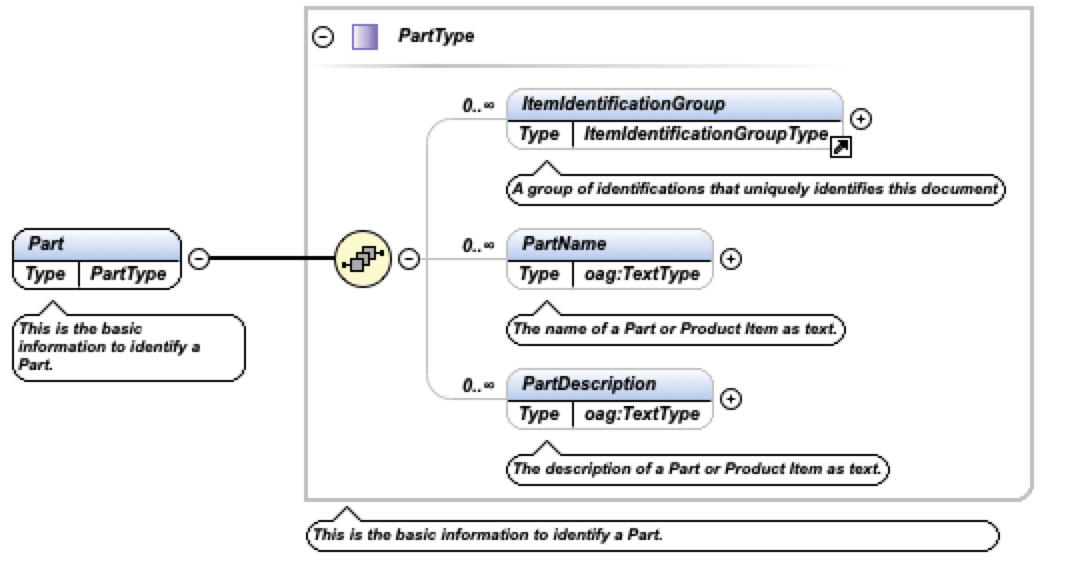 PartType
0..∞
ItemIdentificationGroup
Type ItemIdentificationGroupType
A group of identifications that uniquely identifies this document
Part
Type PartType
This is the basic
information to identify a
Part.
0..∞
PartName
Type oag:TextType
The name of a Part or Product Item as text.
0..∞
PartDescription
Type oag:TextType
The description of a Part or Product Item as text.
This is the basic information to identify a Part.